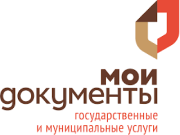 мои
документы
государственные
и муниципальные услуги